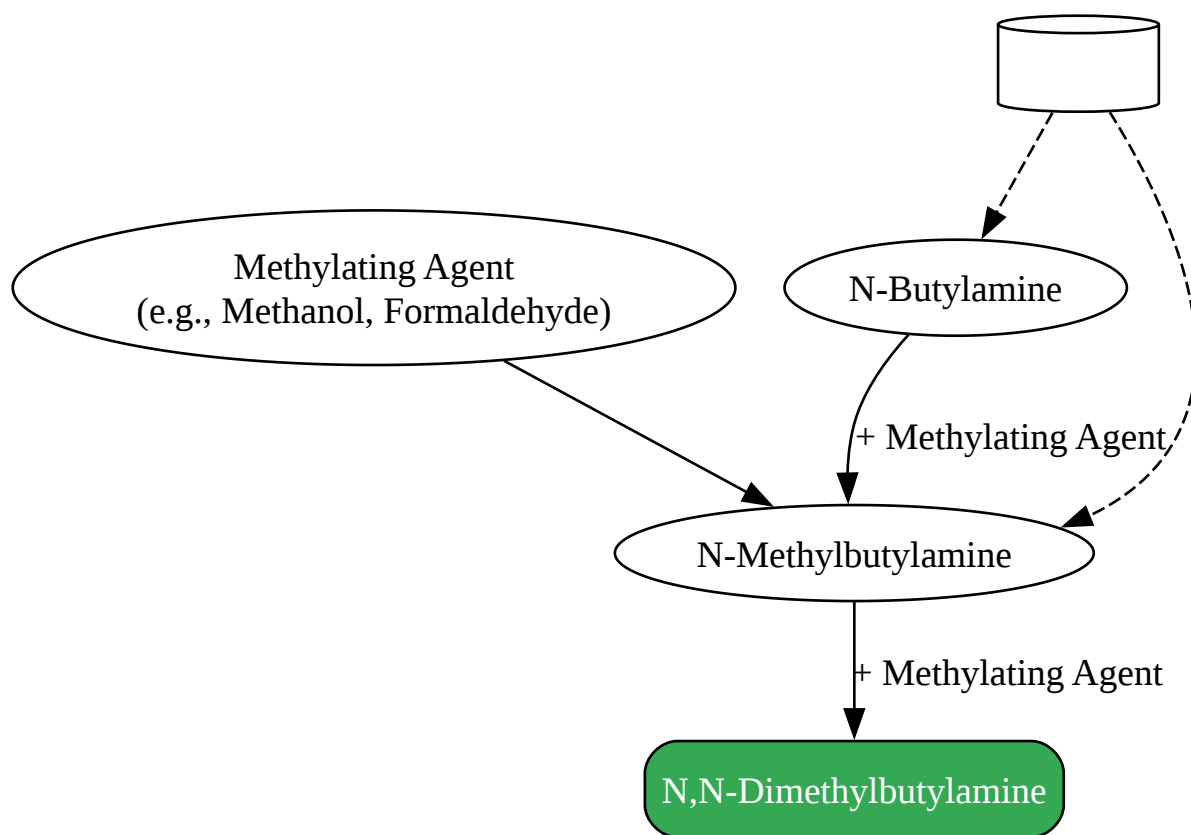 Methylating Agent
(e.g., Methanol, Formaldehyde)
N-Butylamine
+ Methylating Agent
N-Methylbutylamine
+ Methylating Agent
N,N-Dimethylbutylamine